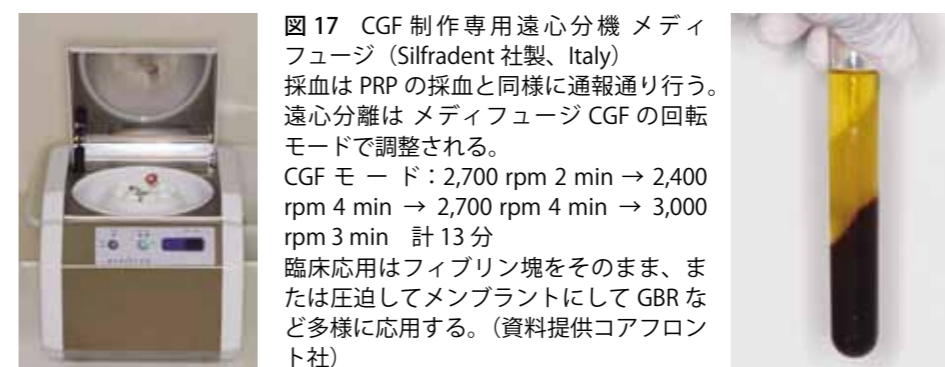 図 17　CGF 制作専用遠心分機 メディ
フュージ（Silfradent 社製、Italy）
採血は PRP の採血と同様に通報通り行う。
遠心分離は メディフュージ CGF の回転
モードで調整される。
CGF モ ー ド：2,700 rpm 2 min → 2,400
rpm 4 min → 2,700 rpm 4 min → 3,000
rpm 3 min　計 13 分
臨床応用はフィブリン塊をそのまま、ま
たは圧迫してメンブラントにして GBR な
ど多様に応用する。（資料提供コアフロン
ト社）